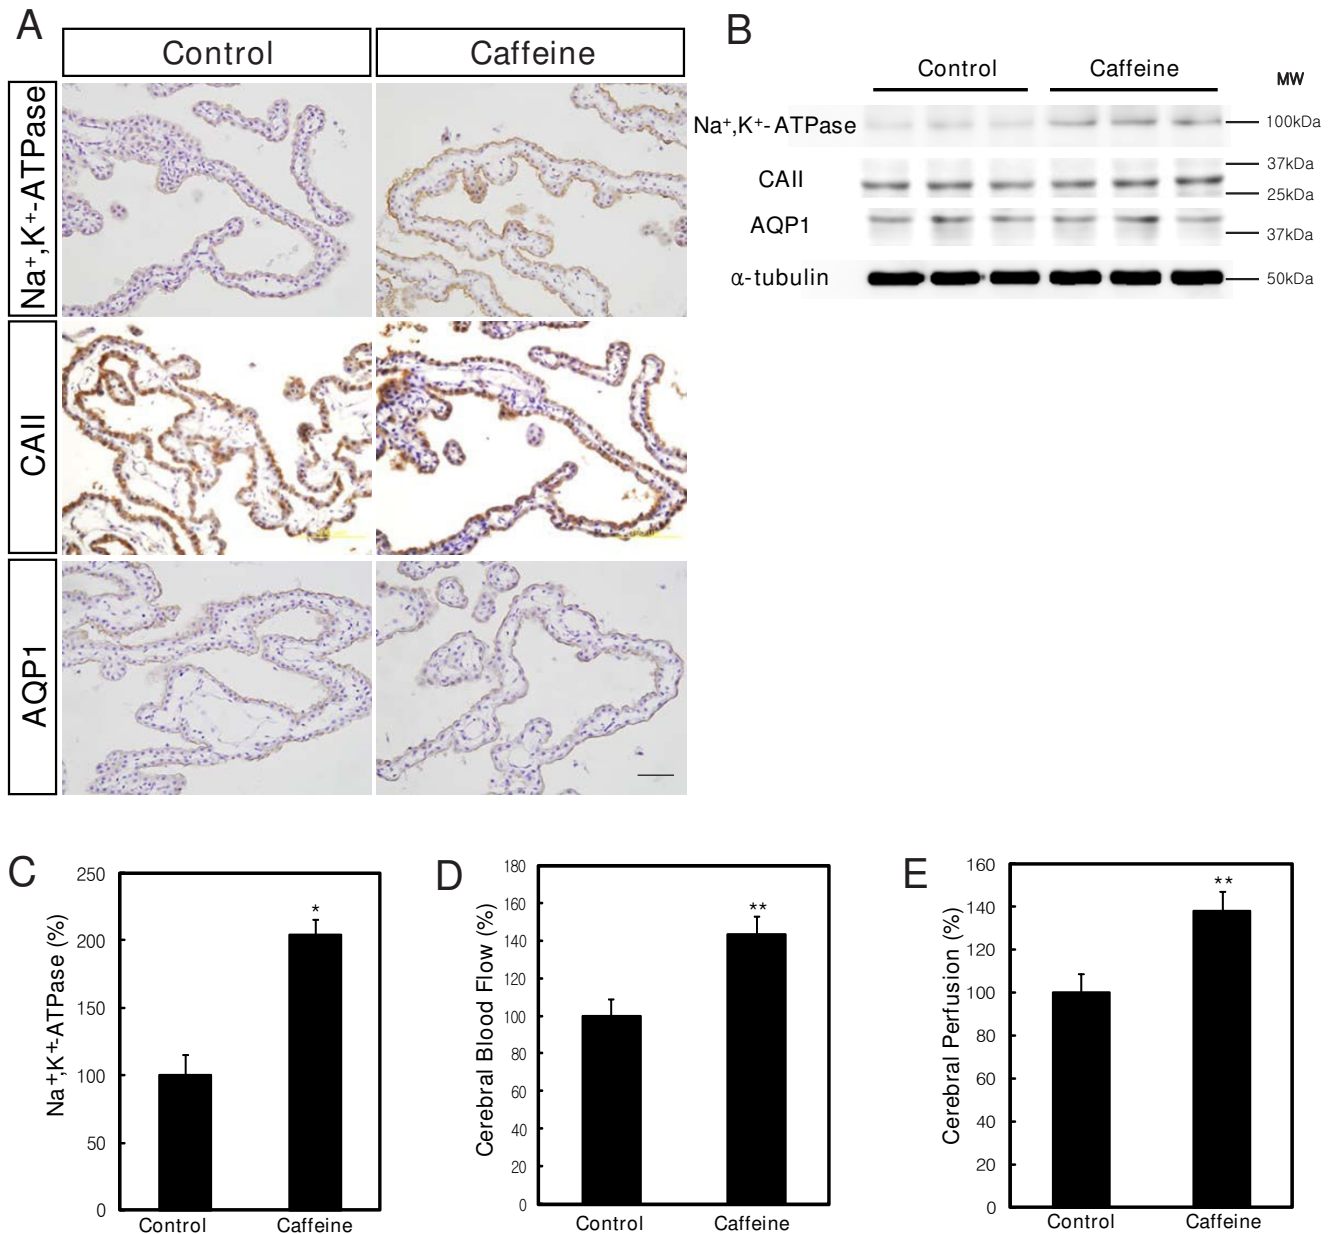 A
Control
Caffeine
Na⁺,K⁺-ATPase
CAII
AQP1
B
Control
Caffeine
MW
Na⁺,K⁺-ATPase
100kDa
37kDa
CAII
25kDa
AQP1
37kDa
α-tubulin
50kDa
C
Na⁺,K⁺-ATPase (%)
250
200
150
100
50
0
*
Control
Caffeine
D
Cerebral Blood Flow (%)
180
160
140
120
100
80
60
40
20
0
**
Control
Caffeine
E
Cerebral Perfusion (%)
160
140
120
100
80
60
40
20
0
**
Control
Caffeine